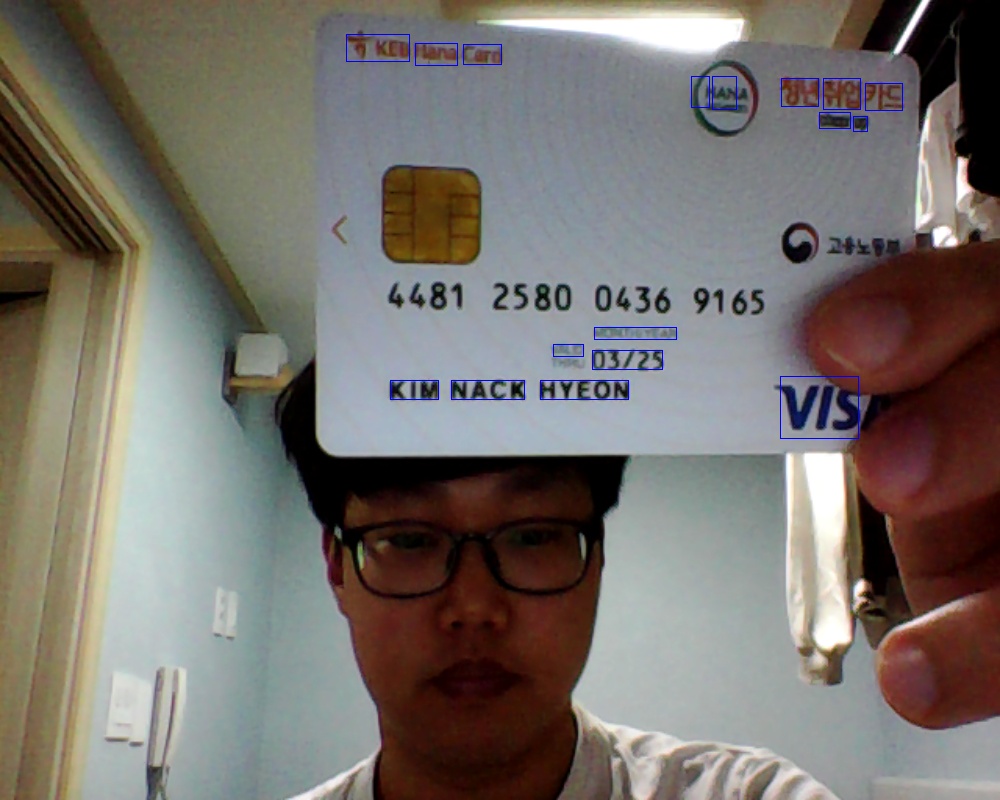 KEB Hana Card
HANA
청년취업카드
Check
고용노동부
4481 2580 0436 9165
MONTH/YEAR
VALID THRU 03/25
KIM NACK HYEON
VISA